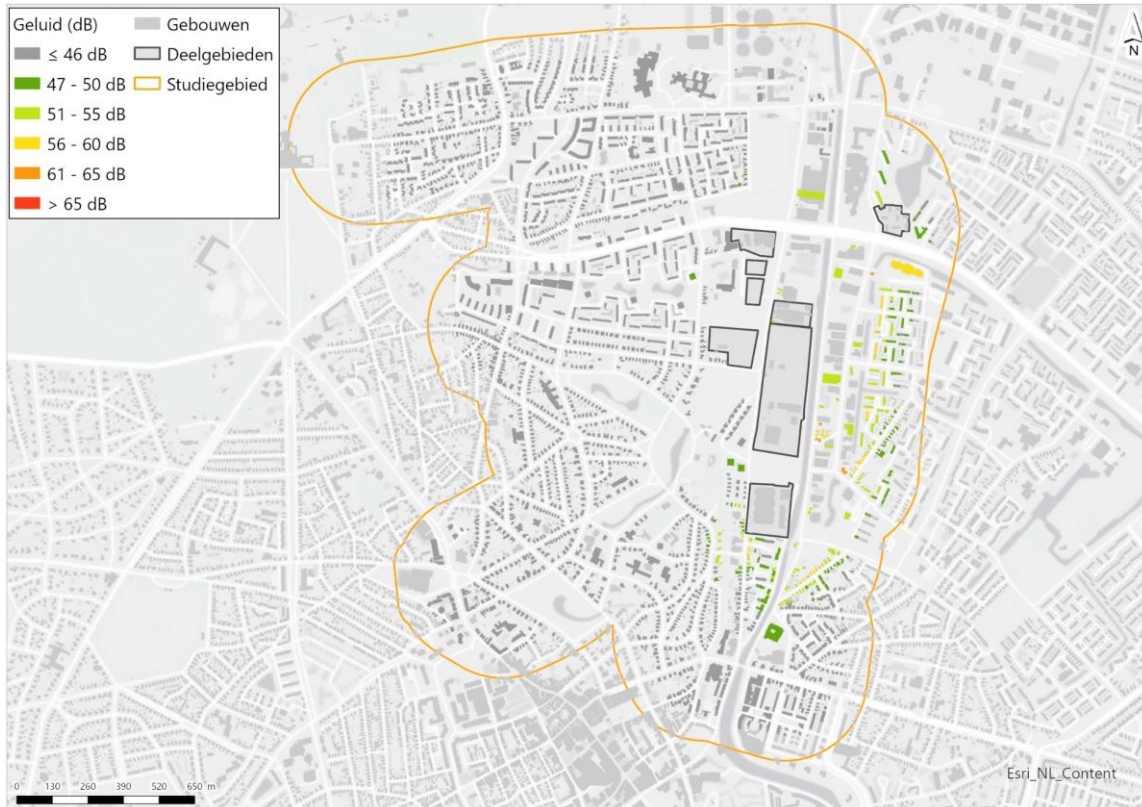 Geluid (dB)
≤ 46 dB
47 - 50 dB
51 - 55 dB
56 - 60 dB
61 - 65 dB
> 65 dB
Gebouwen
Deelgebieden
Studiegebied
N
0 130 260 390 520 650 m
Esri_NL_Content